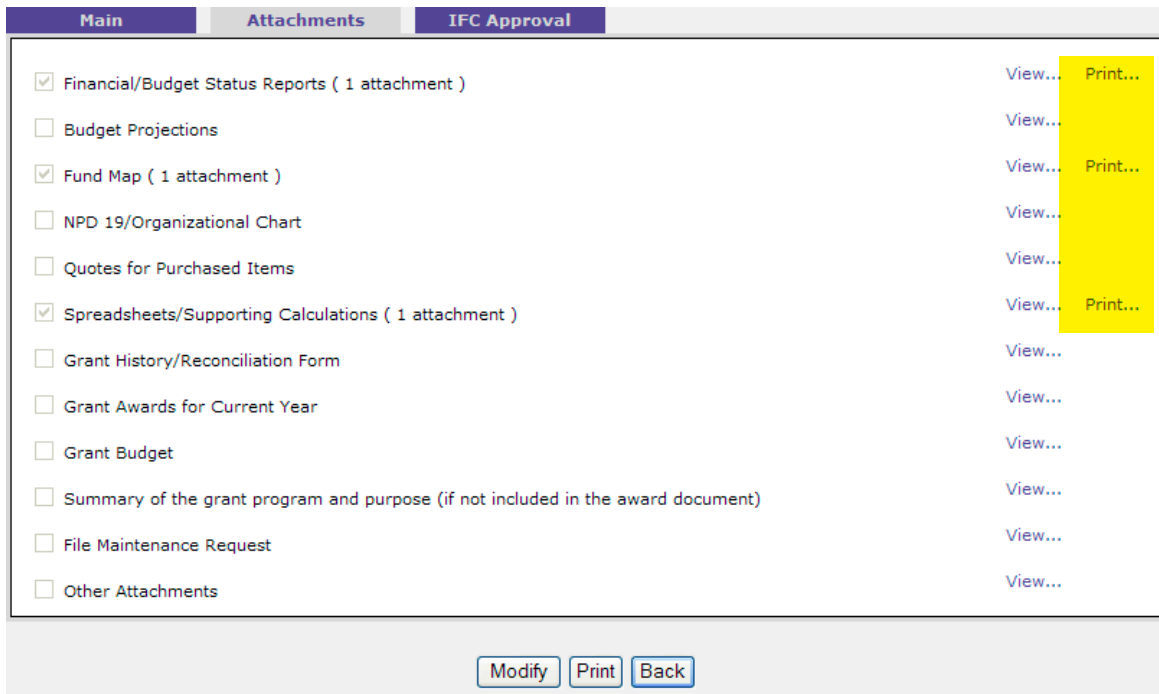 Main Attachments IFC Approval
Financial/Budget Status Reports ( 1 attachment ) View... Print...
Budget Projections View...
Fund Map ( 1 attachment ) View... Print...
NPD 19/Organizational Chart View...
Quotes for Purchased Items View...
Spreadsheets/Supporting Calculations ( 1 attachment ) View... Print...
Grant History/Reconciliation Form View...
Grant Awards for Current Year View...
Grant Budget View...
Summary of the grant program and purpose (if not included in the award document) View...
File Maintenance Request View...
Other Attachments View...
Modify Print Back